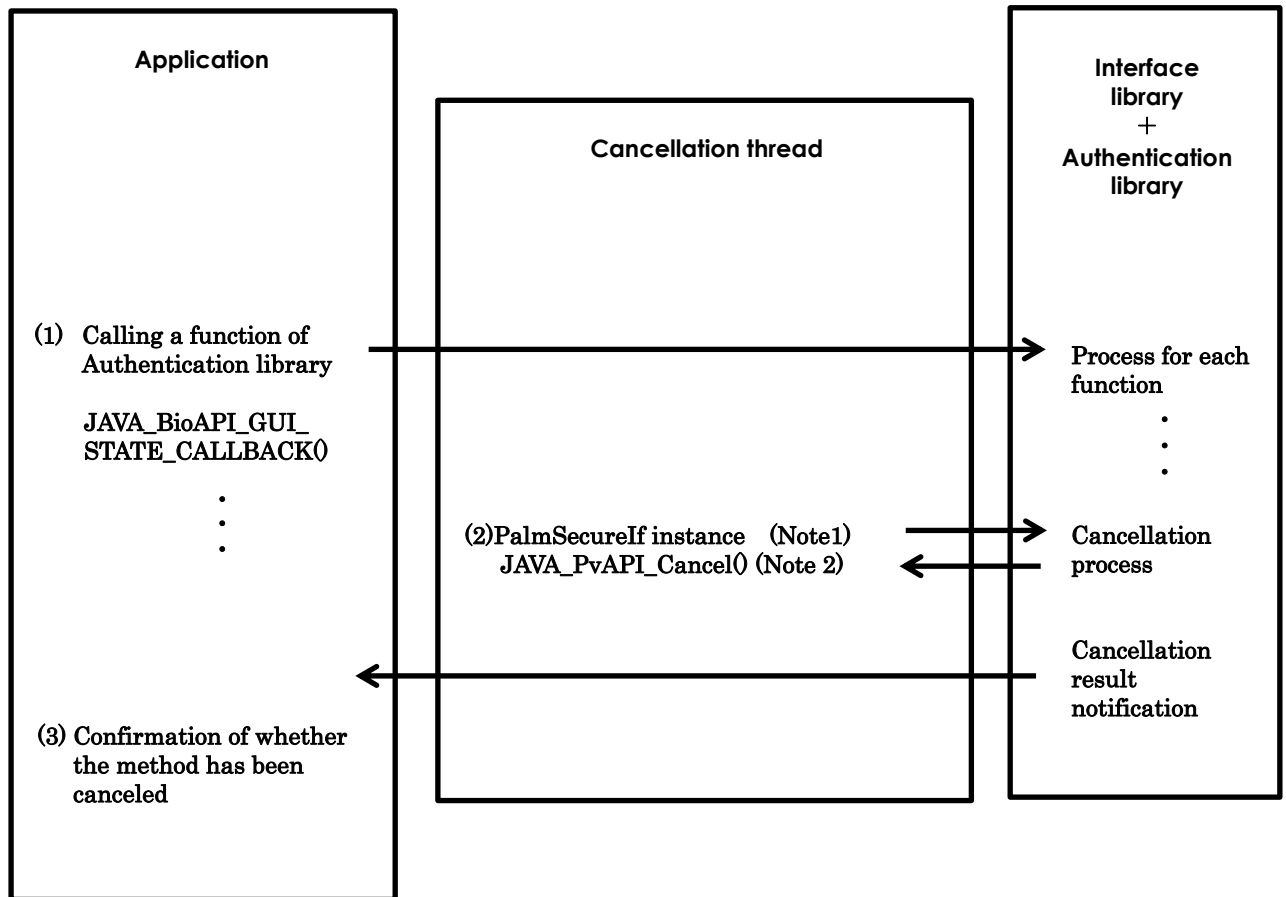 Application
Cancellation thread
Interface
library
+
Authentication
library
(1) Calling a function of
Authentication library
JAVA_BioAPI_GUI_
STATE_CALLBACK()
Process for each
function
(2)PalmSecureIf instance (Note1)
JAVA_PvAPI_Cancel() (Note 2)
Cancellation
process
Cancellation
result
notification
(3) Confirmation of whether
the method has been
canceled